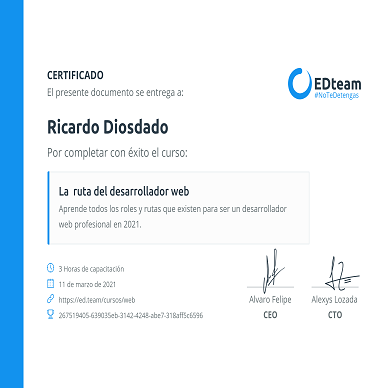 CERTIFICADO
El presente documento se entrega a:
EDteam
#NoTeDetengas
Ricardo Diosdado
Por completar con éxito el curso:
La ruta del desarrollador web
Aprende todos los roles y rutas que existen para ser un desarrollador
web profesional en 2021.
3 Horas de capacitación
11 de marzo de 2021
https://ed.team/cursos/web
267519405-639035eb-3142-4248-abe7-318aff5c6596
Alvaro Felipe
CEO
Alexys Lozada
CTO